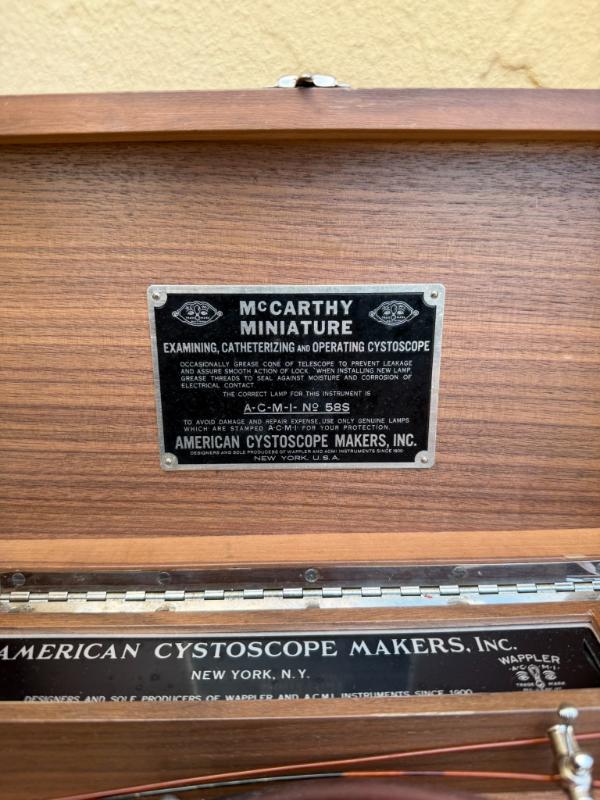 McCARTHY
MINIATURE
EXAMINING, CATHETERIZING AND OPERATING CYSTOSCOPE
OCCASIONALLY GREASE CONE OF TELESCOPE TO PREVENT LEAKAGE
AND ASSURE SMOOTH ACTION OF LOCK. WHEN INSTALLING NEW LAMP
GREASE THREADS TO SEAL AGAINST MOISTURE AND CORROSION OF
ELECTRICAL CONTACT.
THE CORRECT LAMP FOR THIS INSTRUMENT IS
A·C·M·I· Nº 58S
TO AVOID DAMAGE AND REPAIR EXPENSE, USE ONLY GENUINE LAMPS
WHICH ARE STAMPED A·C·M·I FOR YOUR PROTECTION.
AMERICAN CYSTOSCOPE MAKERS, INC.
DESIGNERS AND SOLE PRODUCERS OF WAPPLER AND ACMI INSTRUMENTS SINCE 1900
NEW YORK, U.S.A.
AMERICAN CYSTOSCOPE MAKERS, INC.
NEW YORK, N.Y.
DESIGNERS AND SOLE PRODUCERS OF WAPPLER AND A.C.M.I. INSTRUMENTS SINCE 1900
WAPPLER
A·C M·I·
TRADE MARK